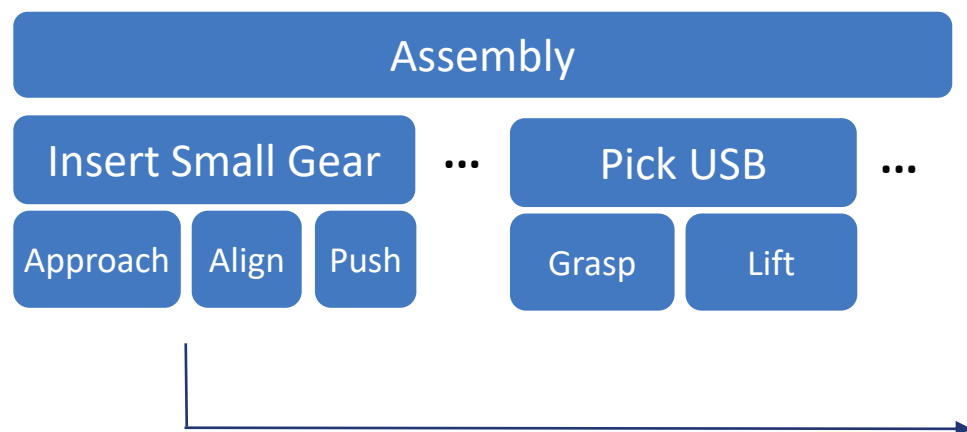 Assembly
Insert Small Gear ... Pick USB ...
Approach Align Push Grasp Lift